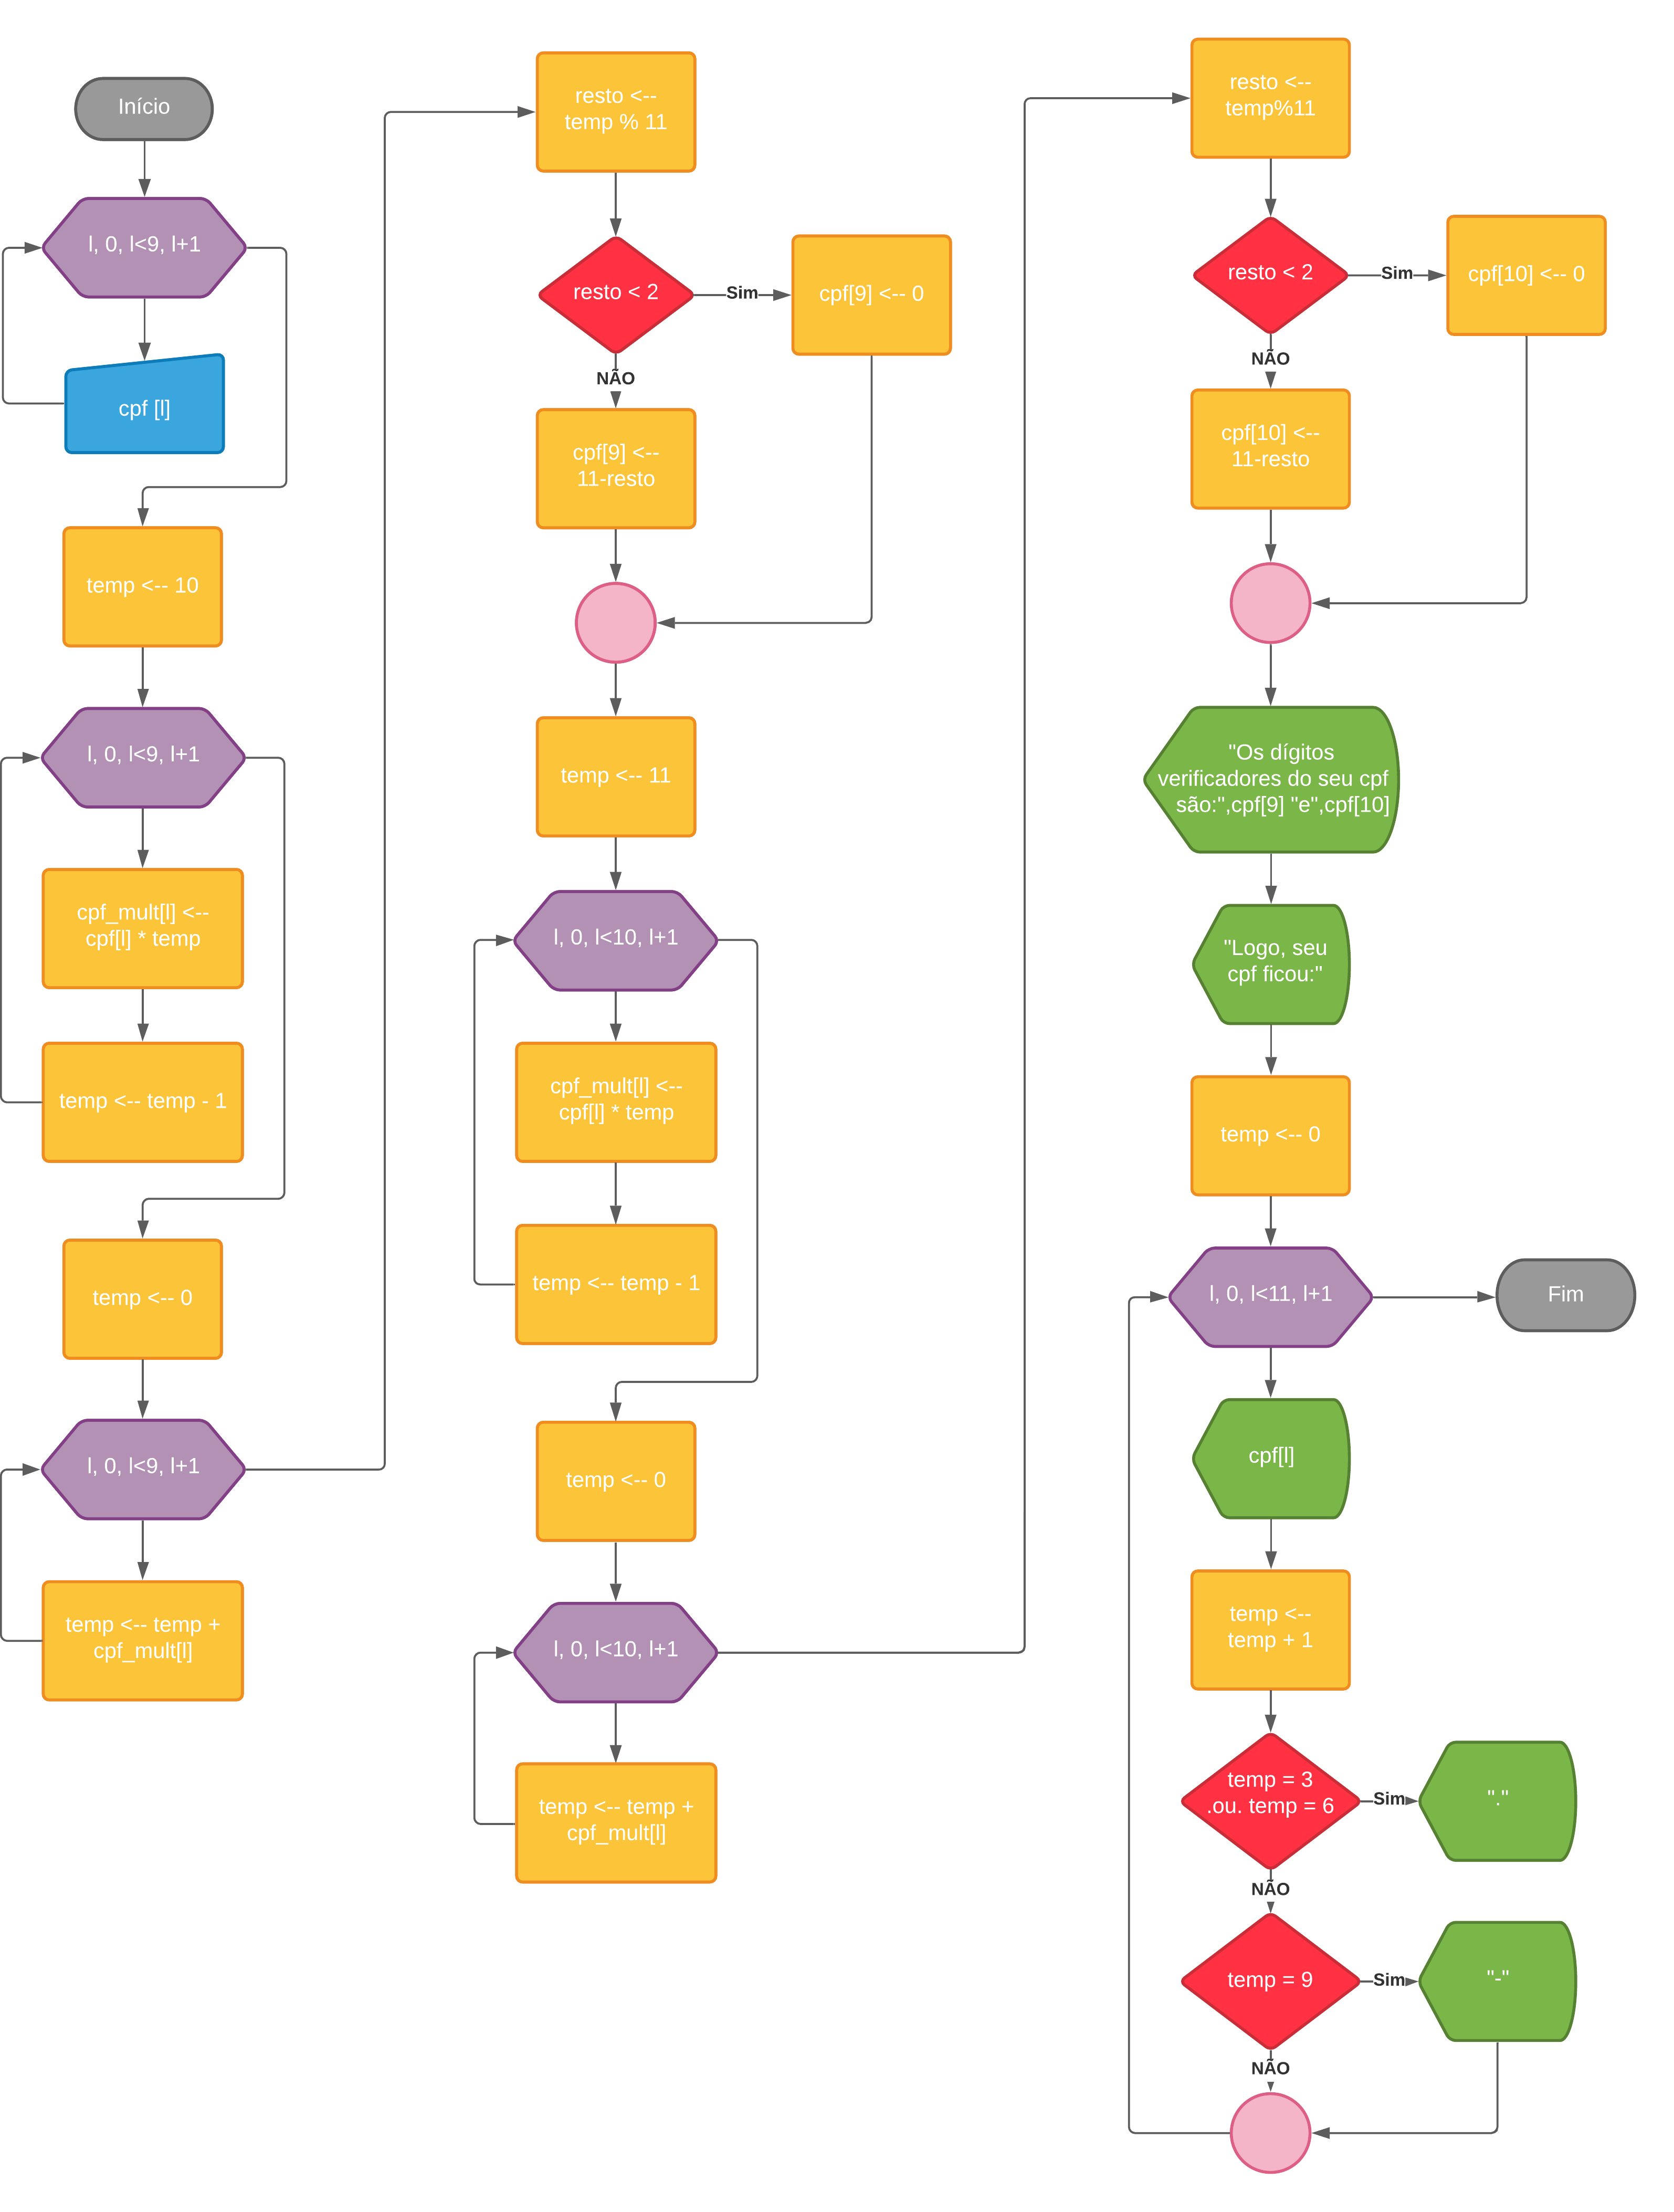 Início
l, 0, l<9, l+1
cpf [l]
temp <-- 10
l, 0, l<9, l+1
cpf_mult[l] <--
cpf[l] * temp
temp <-- temp - 1
temp <-- 0
l, 0, l<9, l+1
temp <-- temp +
cpf_mult[l]
resto <--
temp % 11
resto < 2
Sim
cpf[9] <-- 0
NÃO
cpf[9] <--
11-resto
temp <-- 11
l, 0, l<10, l+1
cpf_mult[l] <--
cpf[l] * temp
temp <-- temp - 1
temp <-- 0
l, 0, l<10, l+1
temp <-- temp +
cpf_mult[l]
resto <--
temp%11
resto < 2
Sim
cpf[10] <-- 0
NÃO
cpf[10] <--
11-resto
"Os dígitos
verificadores do seu cpf
são:",cpf[9] "e",cpf[10]
"Logo, seu
cpf ficou:"
temp <-- 0
l, 0, l<11, l+1
Fim
cpf[l]
temp <--
temp + 1
temp = 3
.ou. temp = 6
Sim
"."
NÃO
temp = 9
Sim
"-"
NÃO